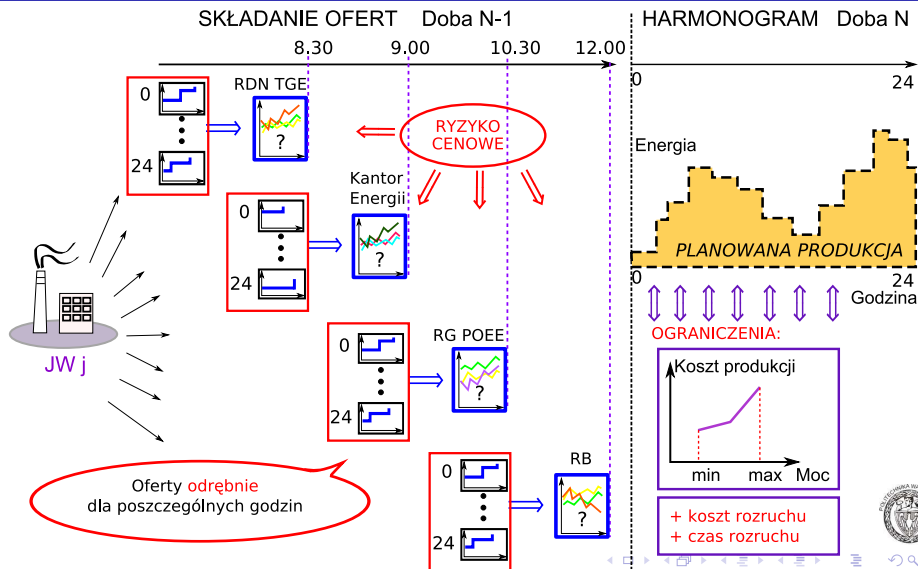 SKŁADANIE OFERT Doba N-1
HARMONOGRAM Doba N
8.30
9.00
10.30
12.00
0
24
RDN TGE
0
24
?
RYZYKO
CENOWE
Kantor
Energii
0
24
?
RG POEE
0
24
?
RB
0
24
?
JW j
Oferty odrębnie
dla poszczególnych godzin
Energia
PLANOWANA PRODUKCJA
0
24
Godzina
OGRANICZENIA:
Koszt produkcji
min
max
Moc
+ koszt rozruchu
+ czas rozruchu